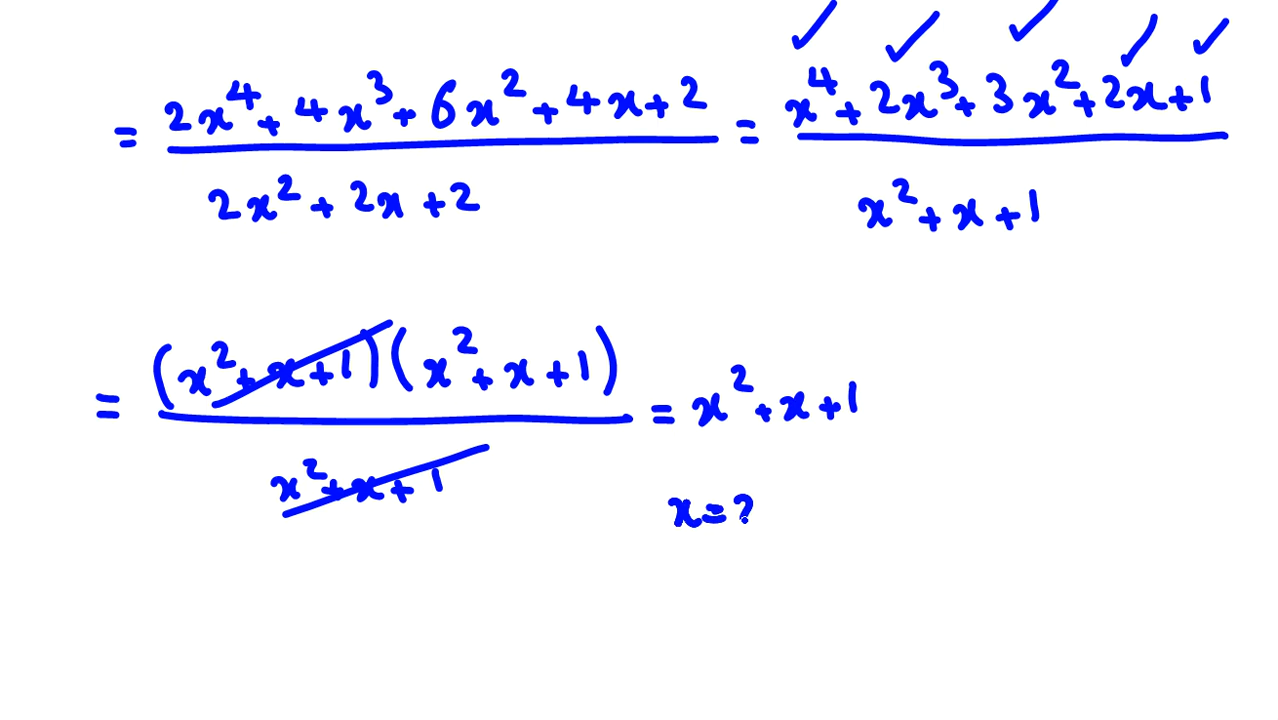 = (2x⁴ + 4x³ + 6x² + 4x + 2) / (2x² + 2x + 2) = (x⁴ + 2x³ + 3x² + 2x + 1) / (x² + x + 1)
= (x² + x + 1)(x² + x + 1) / (x² + x + 1) = x² + x + 1
x = ?